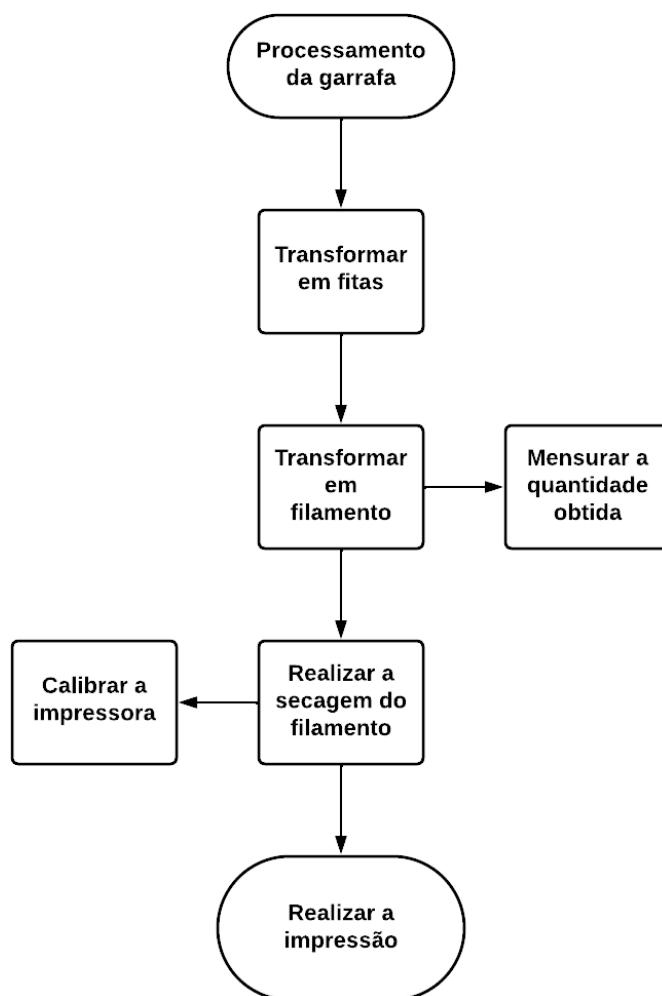 Processamento
da garrafa
Transformar
em fitas
Transformar
em
filamento
Mensurar a
quantidade
obtida
Calibrar a
impressora
Realizar a
secagem do
filamento
Realizar a
impressão